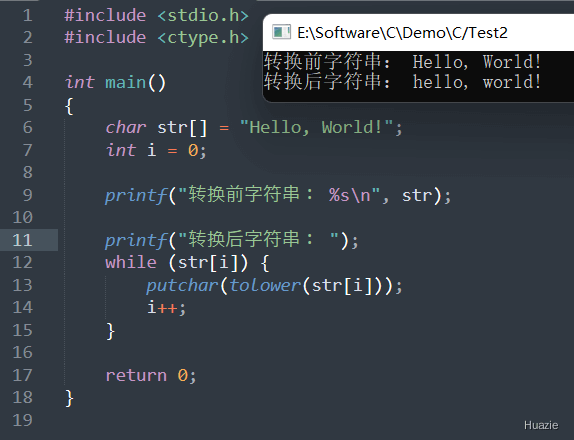 1 #include <stdio.h>
2 #include <ctype.h>
3
4 int main()
5 {
6 char str[] = "Hello, World!";
7 int i = 0;
8
9 printf("转换前字符串： %s\n", str);
10
11 printf("转换后字符串： ");
12 while (str[i]) {
13 putchar(tolower(str[i]));
14 i++;
15 }
16
17 return 0;
18 }
19
E:\Software\C\Demo\C/Test2
转换前字符串： Hello, World!
转换后字符串： hello, world!
Huazie